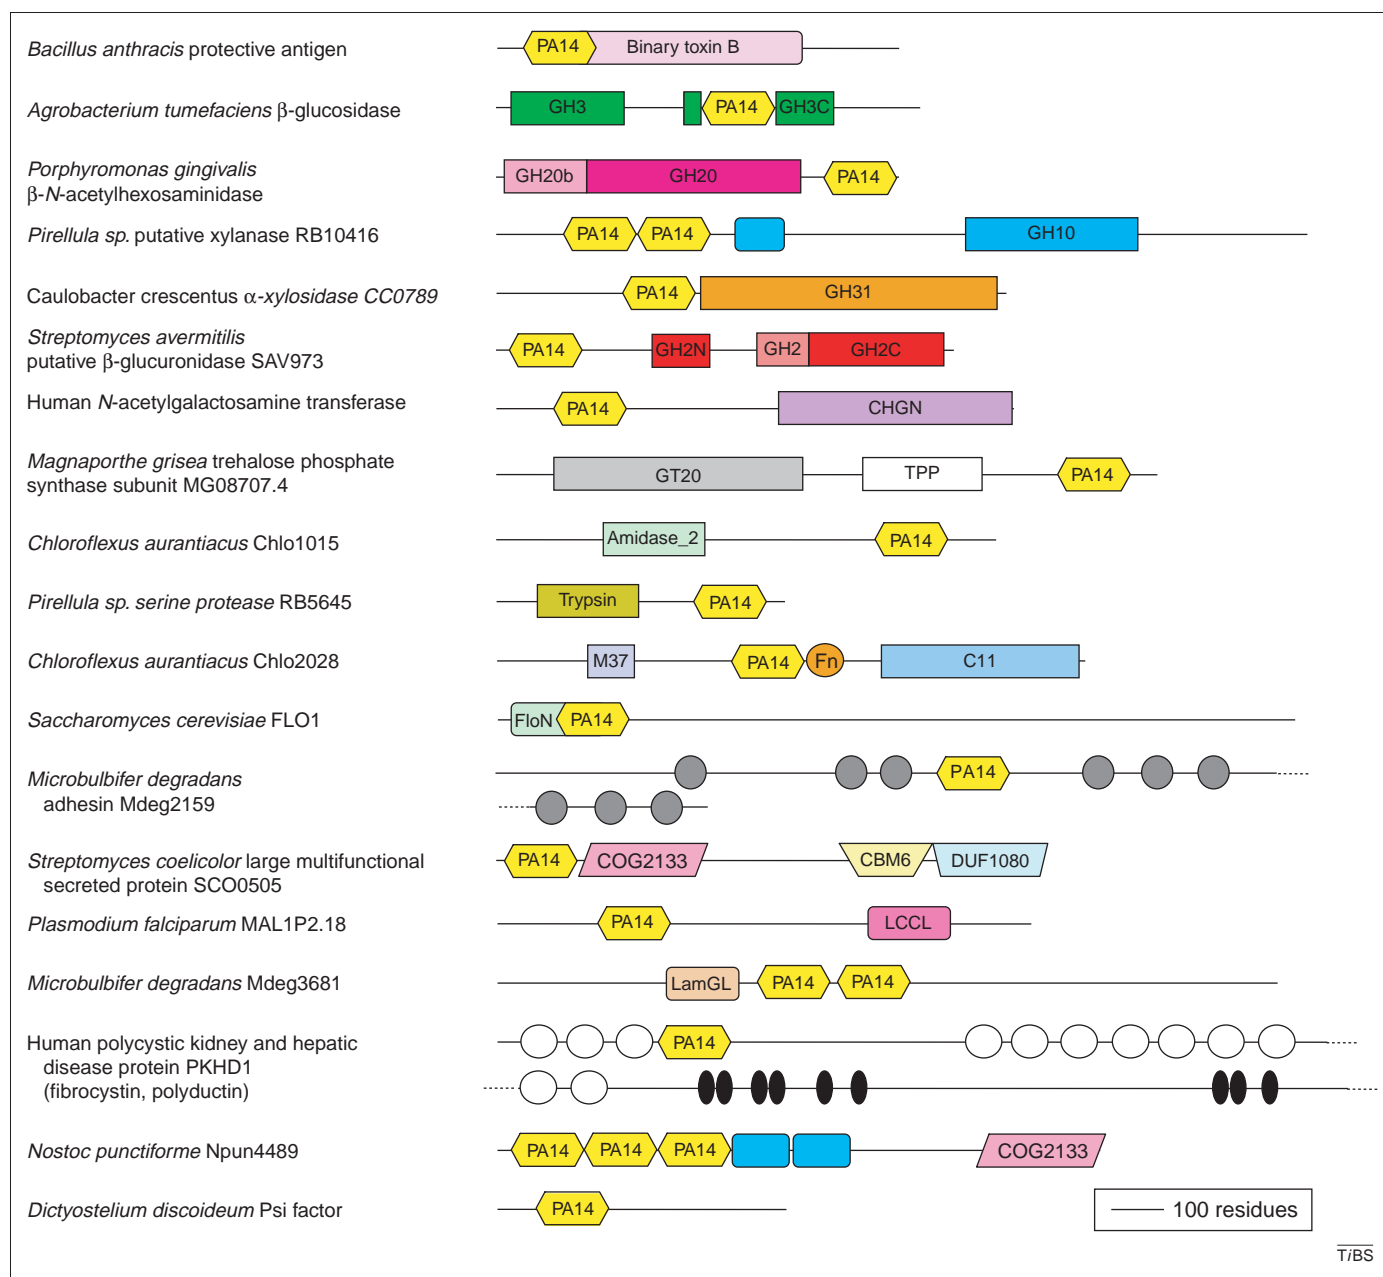 Bacillus anthracis protective antigen
PA14 Binary toxin B
Agrobacterium tumefaciens β-glucosidase
GH3 PA14 GH3C
Porphyromonas gingivalis
β-N-acetylhexosaminidase
GH20b GH20 PA14
Pirellula sp. putative xylanase RB10416
PA14 PA14 GH10
Caulobacter crescentus α-xylosidase CC0789
PA14 GH31
Streptomyces avermitilis
putative β-glucuronidase SAV973
PA14 GH2N GH2 GH2C
Human N-acetylgalactosamine transferase
PA14 CHGN
Magnaporthe grisea trehalose phosphate
synthase subunit MG08707.4
GT20 TPP PA14
Chloroflexus aurantiacus Chlo1015
Amidase_2 PA14
Pirellula sp. serine protease RB5645
Trypsin PA14
Chloroflexus aurantiacus Chlo2028
M37 PA14 Fn C11
Saccharomyces cerevisiae FLO1
FloN PA14
Microbulbifer degradans
adhesin Mdeg2159
PA14
Streptomyces coelicolor large multifunctional
secreted protein SCO0505
PA14 COG2133 CBM6 DUF1080
Plasmodium falciparum MAL1P2.18
PA14 LCCL
Microbulbifer degradans Mdeg3681
LamGL PA14 PA14
Human polycystic kidney and hepatic
disease protein PKHD1
(fibrocystin, polyductin)
PA14
Nostoc punctiforme Npun4489
PA14 PA14 PA14 COG2133
Dictyostelium discoideum Psi factor
PA14
100 residues
TiBS